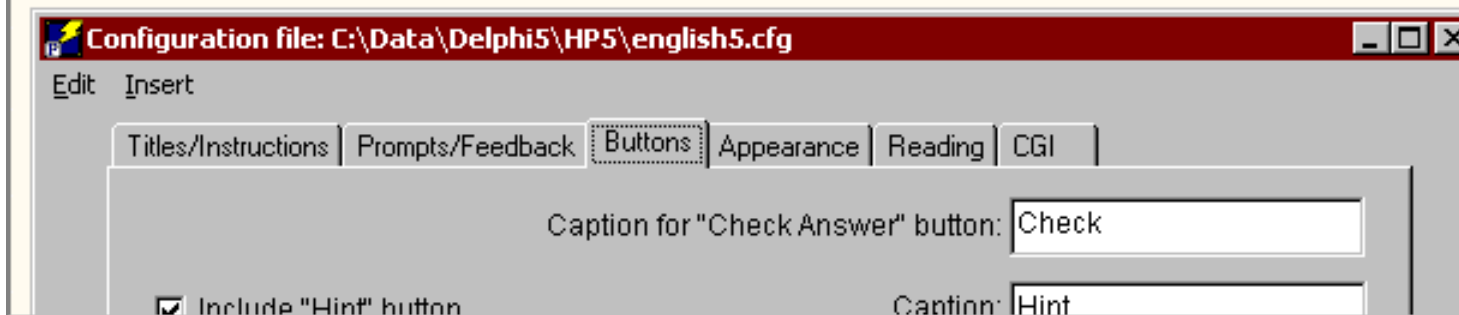 Configuration file: C:\Data\Delphi5\HP5\english5.cfg
Edit Insert
Titles/Instructions Prompts/Feedback Buttons Appearance Reading CGI
Caption for "Check Answer" button: Check
Include "Hint" button Caption: Hint